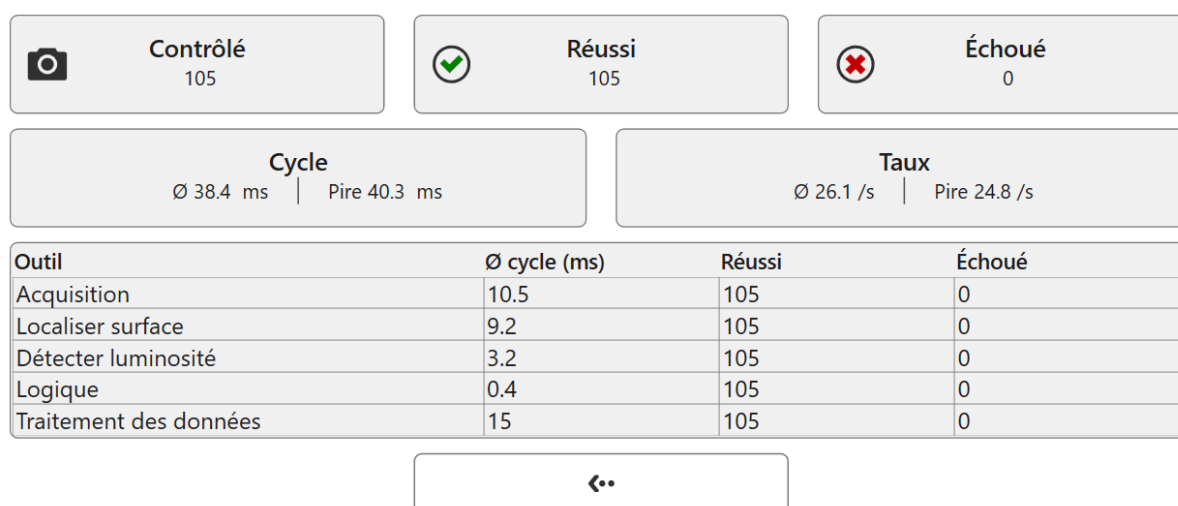 Contrôlé
105
Réussi
105
Échoué
0
Cycle
Ø 38.4 ms | Pire 40.3 ms
Taux
Ø 26.1 /s | Pire 24.8 /s
Outil Ø cycle (ms) Réussi Échoué
Acquisition 10.5 105 0
Localiser surface 9.2 105 0
Détecter luminosité 3.2 105 0
Logique 0.4 105 0
Traitement des données 15 105 0